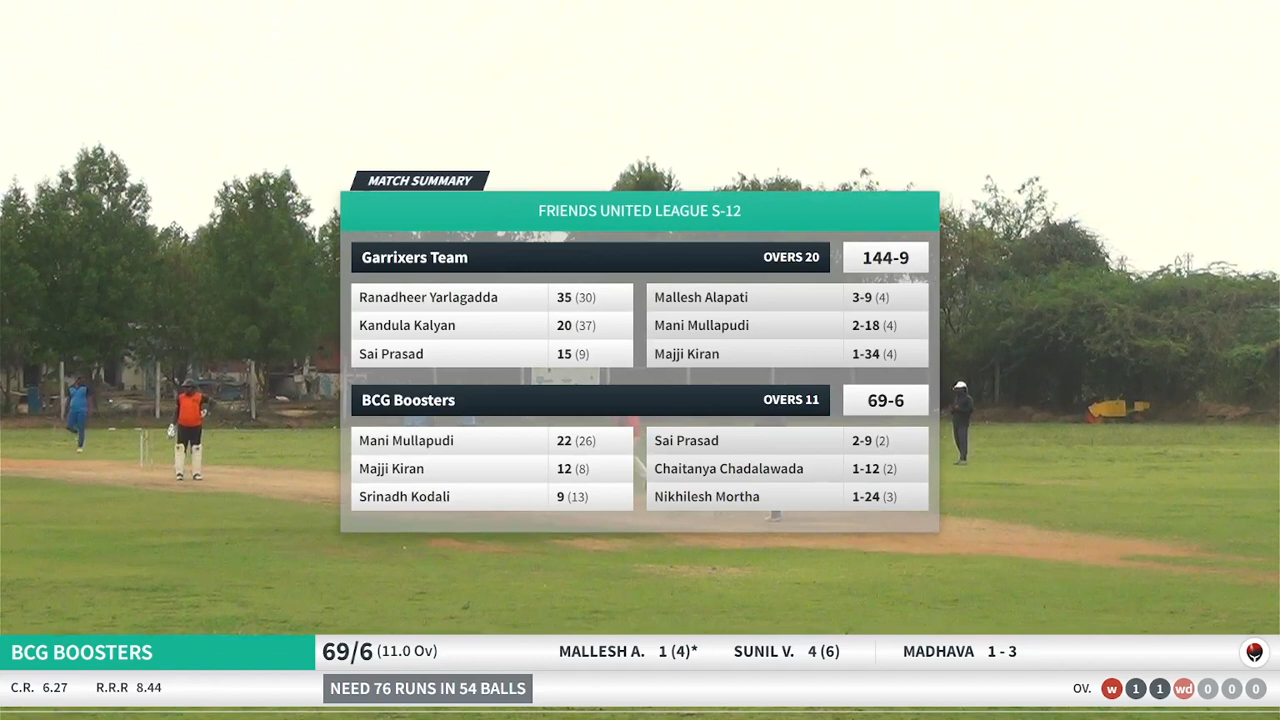 MATCH SUMMARY
FRIENDS UNITED LEAGUE S-12
Garrixers Team OVERS 20 144-9
Ranadheer Yarlagadda 35 (30) Mallesh Alapati 3-9 (4)
Kandula Kalyan 20 (37) Mani Mullapudi 2-18 (4)
Sai Prasad 15 (9) Majji Kiran 1-34 (4)
BCG Boosters OVERS 11 69-6
Mani Mullapudi 22 (26) Sai Prasad 2-9 (2)
Majji Kiran 12 (8) Chaitanya Chadalawada 1-12 (2)
Srinadh Kodali 9 (13) Nikhilesh Mortha 1-24 (3)
BCG BOOSTERS 69/6 (11.0 Ov) MALLESH A. 1 (4)* SUNIL V. 4 (6) MADHAVA 1 - 3
C.R. 6.27 R.R.R 8.44 NEED 76 RUNS IN 54 BALLS OV. w 1 1 wd 0 0 0